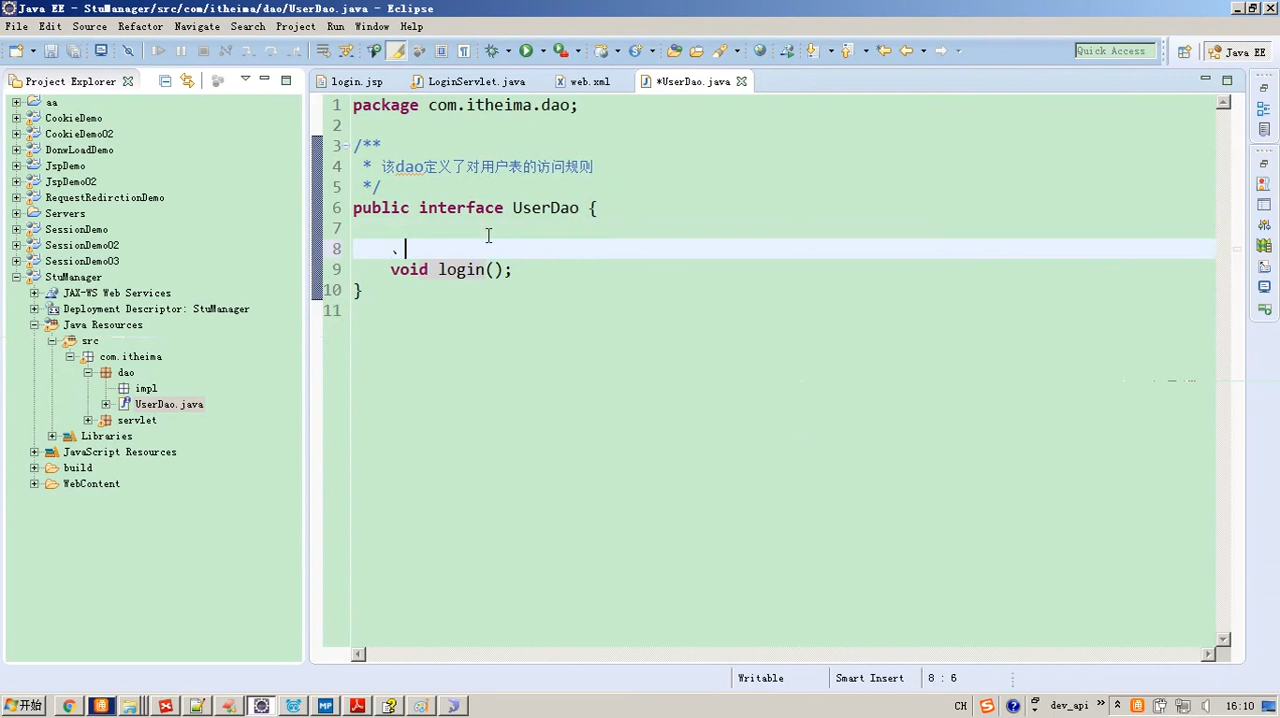 Java EE - StuManager/src/com/itheima/dao/UserDao.java - Eclipse
File Edit Source Refactor Navigate Search Project Run Window Help
Quick Access
Java EE
Project Explorer
login.jsp
LoginServlet.java
web.xml
*UserDao.java
aa
CookieDemo
CookieDemo02
DonwLoadDemo
JspDemo
JspDemo02
RequestRedirctionDemo
Servers
SessionDemo
SessionDemo02
SessionDemo03
StuManager
JAX-WS Web Services
Deployment Descriptor: StuManager
Java Resources
src
com.itheima
dao
impl
UserDao.java
servlet
Libraries
JavaScript Resources
build
WebContent
1 package com.itheima.dao;
2
3 /**
4 * 该dao定义了对用户表的访问规则
5 */
6 public interface UserDao {
7
8 、
9 void login();
10 }
11
Writable
Smart Insert
8 : 6
开始
MP
CH
dev_api
16:10